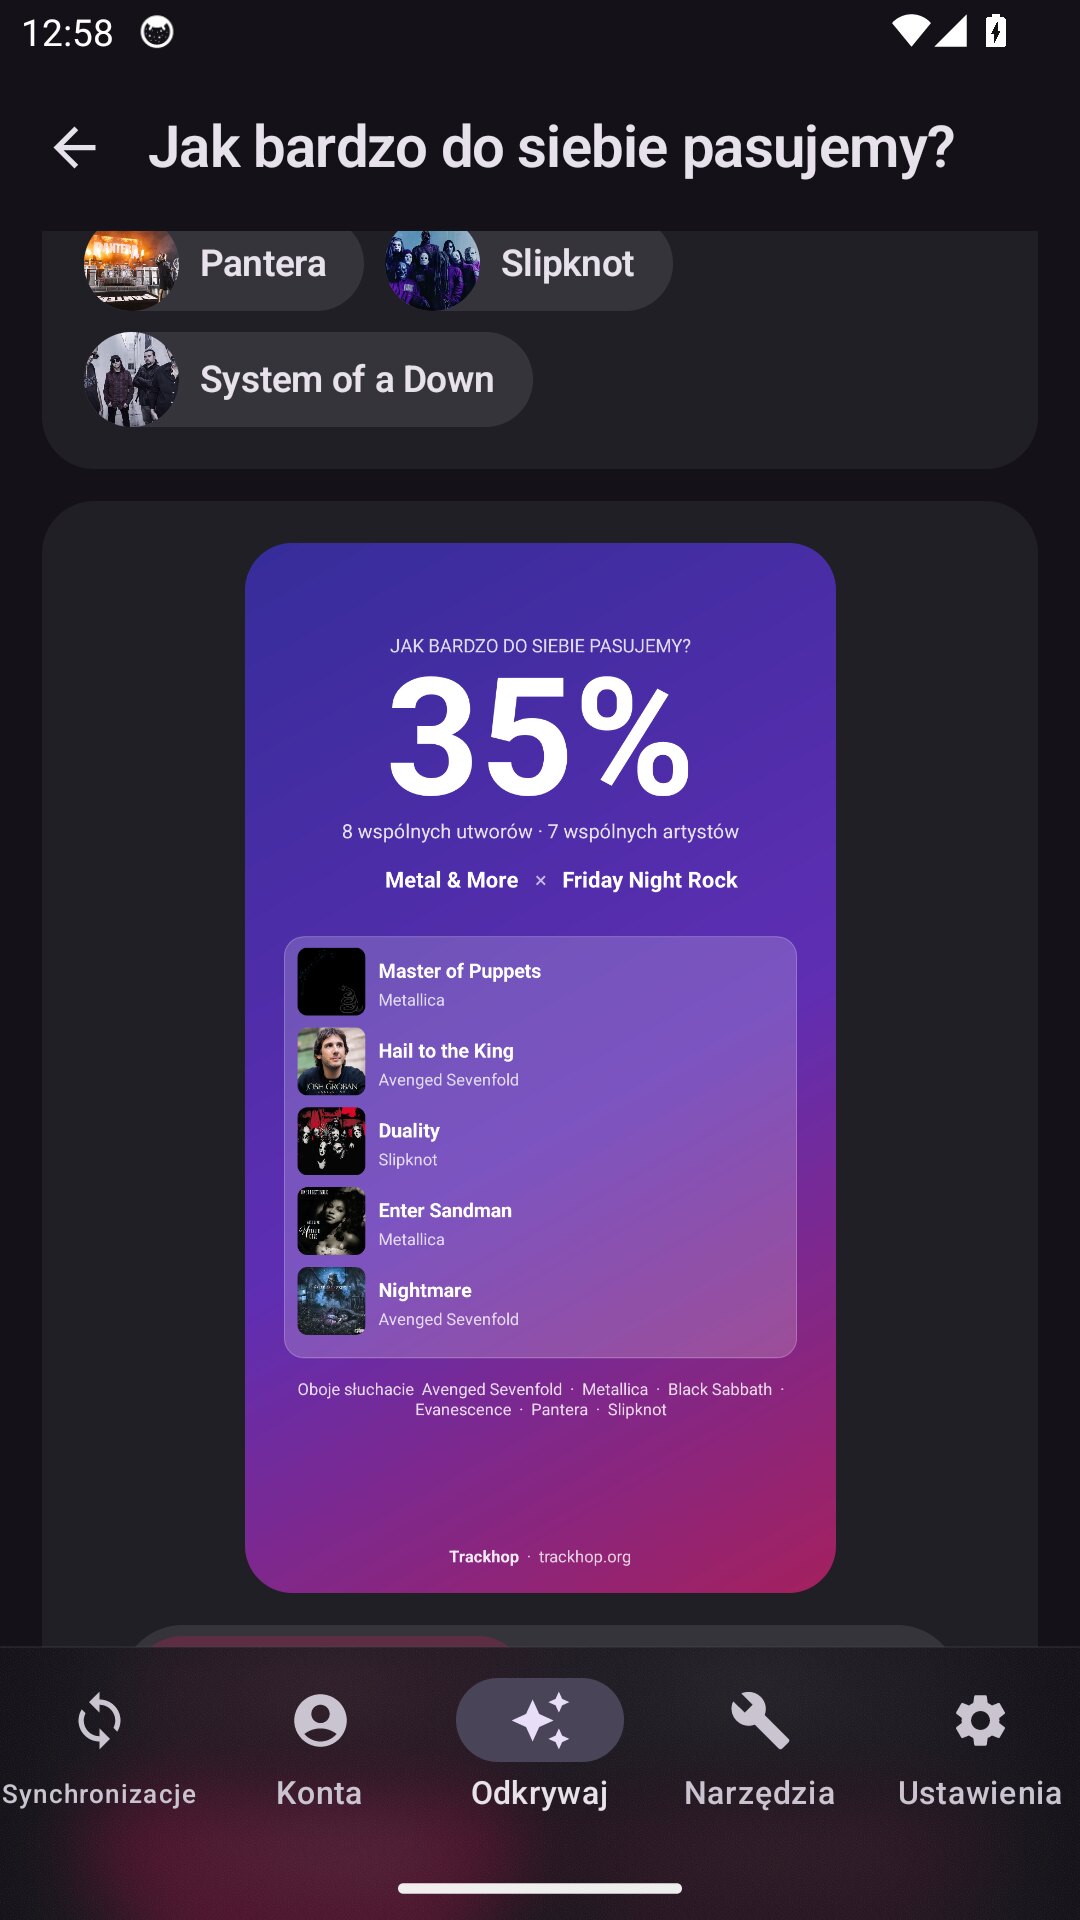 12:58
Jak bardzo do siebie pasujemy?
Pantera
Slipknot
System of a Down
JAK BARDZO DO SIEBIE PASUJEMY?
35%
8 wspólnych utworów · 7 wspólnych artystów
Metal & More × Friday Night Rock
Master of Puppets
Metallica
Hail to the King
Avenged Sevenfold
JOSH GROBAN
Duality
Slipknot
Enter Sandman
Metallica
Nightmare
Avenged Sevenfold
Oboje słuchacie Avenged Sevenfold · Metallica · Black Sabbath ·
Evanescence · Pantera · Slipknot
Trackhop · trackhop.org
Synchronizacje
Konta
Odkrywaj
Narzędzia
Ustawienia